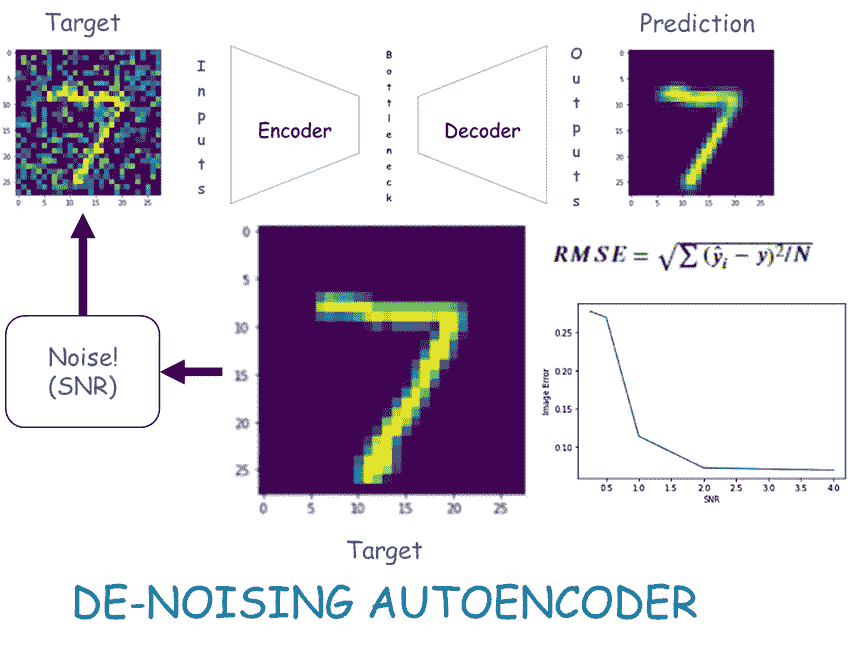 Target
Prediction
0
5
10
15
20
25
0 5 10 15 20 25
Inputs
Encoder
Bottleneck
Decoder
Outputs
0
5
10
15
20
25
0 5 10 15 20 25
Noise!
(SNR)
0
5
10
15
20
25
0 5 10 15 20 25
Target
RMSE = √∑(ŷᵢ − y)²/N
0.25
0.20
0.15
0.10
Image Error
0.5 1.0 1.5 2.0 2.5 3.0 3.5 4.0
SNR
DE-NOISING AUTOENCODER